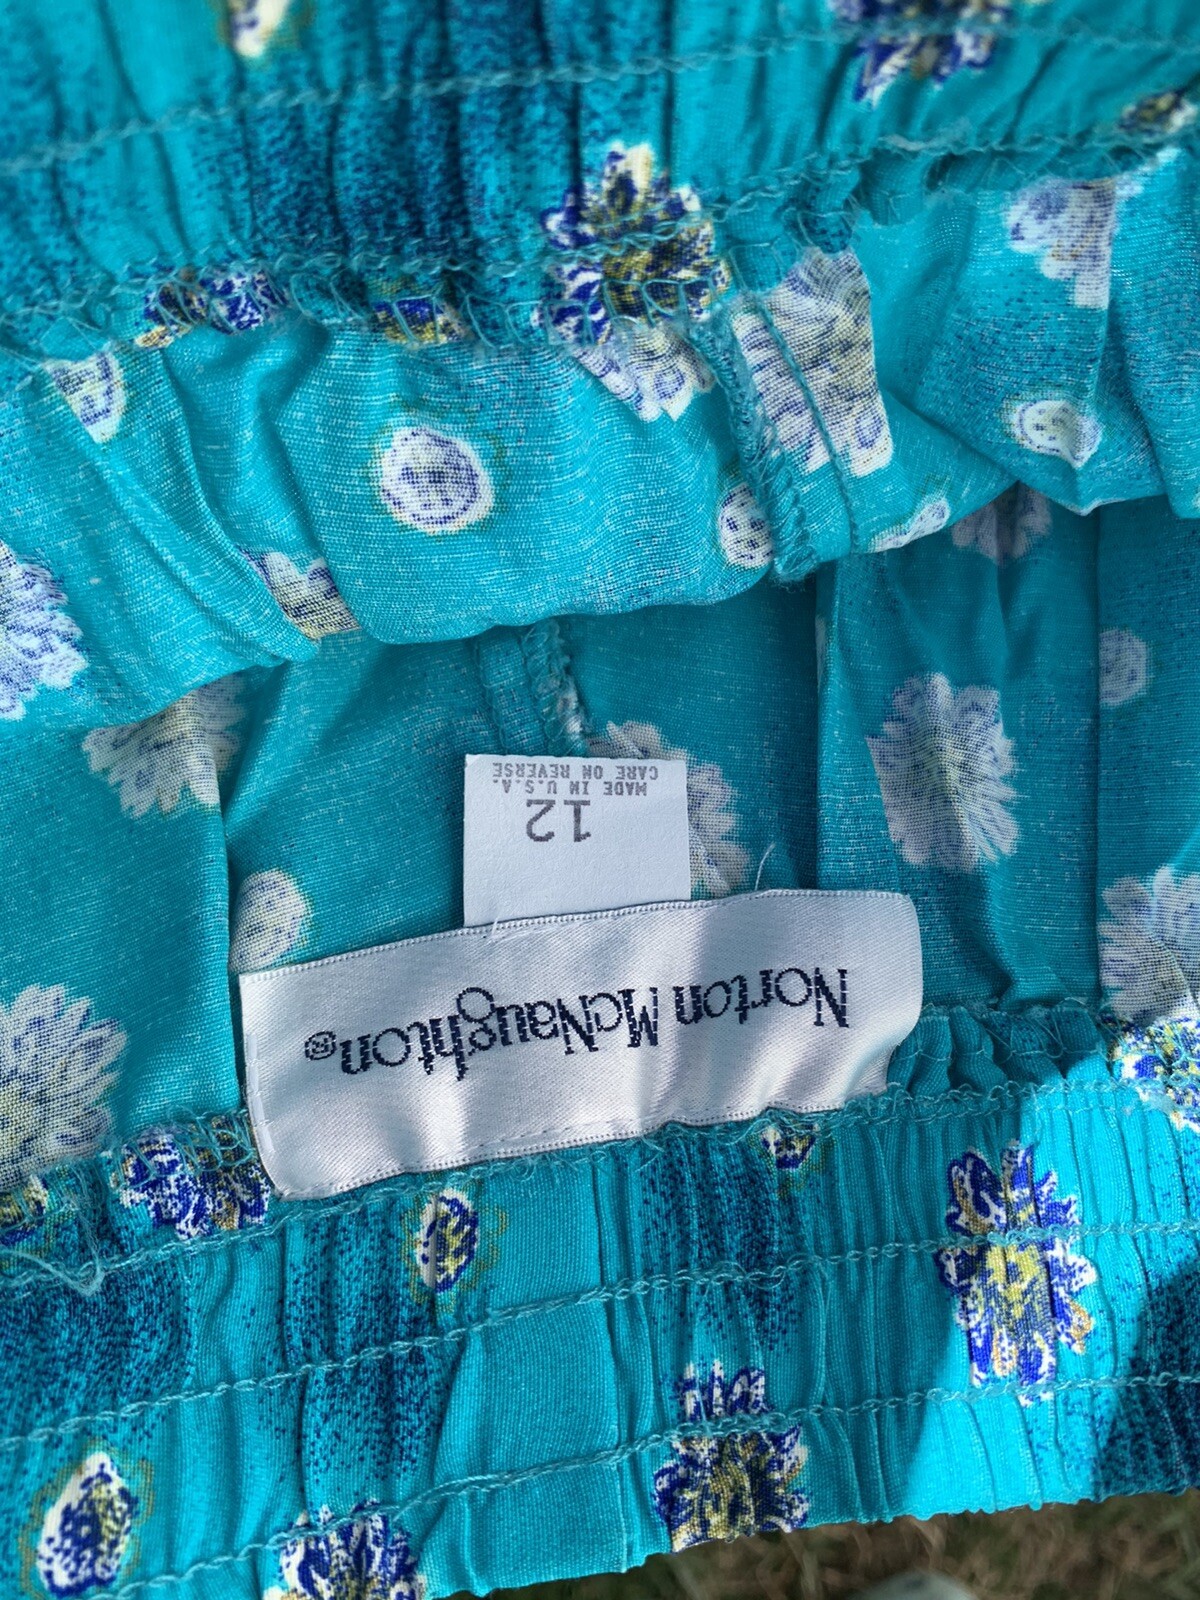 Norton McNaughton®
12
MADE IN U.S.A.
CARE ON REVERSE